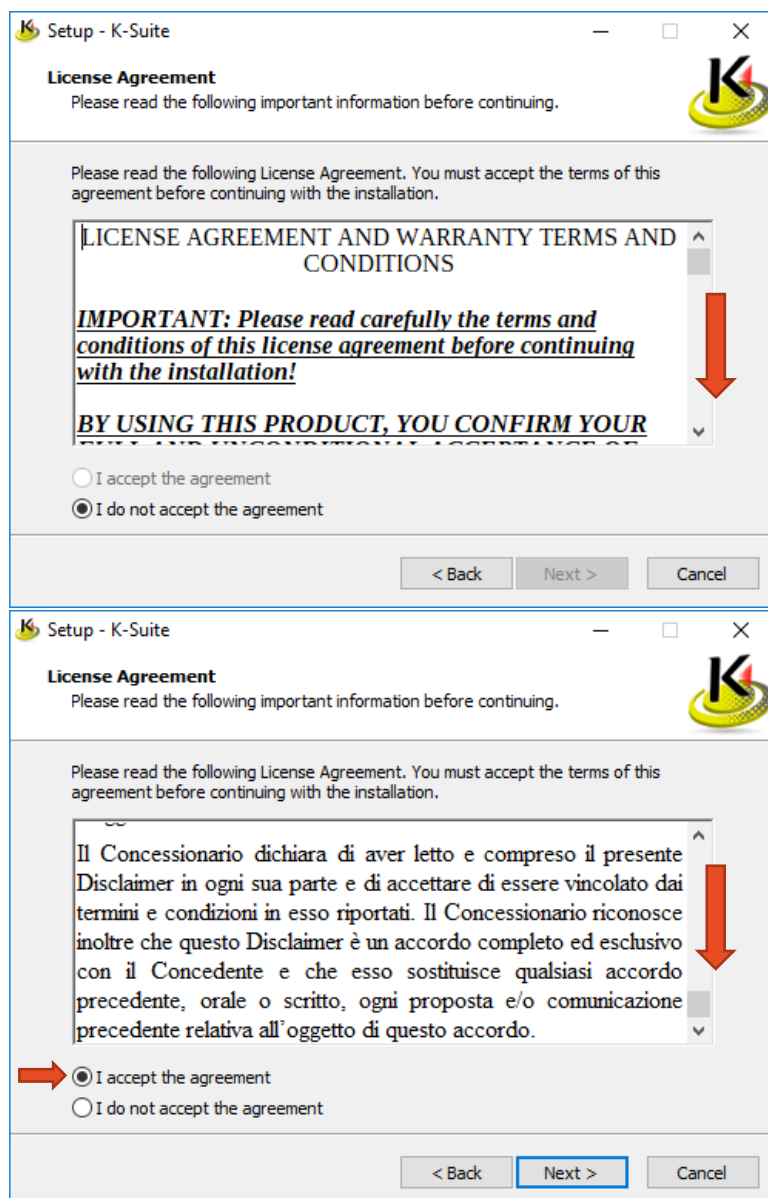 Setup - K-Suite
License Agreement
Please read the following important information before continuing.
K
Please read the following License Agreement. You must accept the terms of this
agreement before continuing with the installation.
LICENSE AGREEMENT AND WARRANTY TERMS AND
CONDITIONS
IMPORTANT: Please read carefully the terms and
conditions of this license agreement before continuing
with the installation!
BY USING THIS PRODUCT, YOU CONFIRM YOUR
FULL AND UNCONDITIONAL ACCEPTANCE OF
I accept the agreement
I do not accept the agreement
< Back Next > Cancel
Setup - K-Suite
License Agreement
Please read the following important information before continuing.
K
Please read the following License Agreement. You must accept the terms of this
agreement before continuing with the installation.
Il Concessionario dichiara di aver letto e compreso il presente
Disclaimer in ogni sua parte e di accettare di essere vincolato dai
termini e condizioni in esso riportati. Il Concessionario riconosce
inoltre che questo Disclaimer è un accordo completo ed esclusivo
con il Concedente e che esso sostituisce qualsiasi accordo
precedente, orale o scritto, ogni proposta e/o comunicazione
precedente relativa all'oggetto di questo accordo.
I accept the agreement
I do not accept the agreement
< Back Next > Cancel